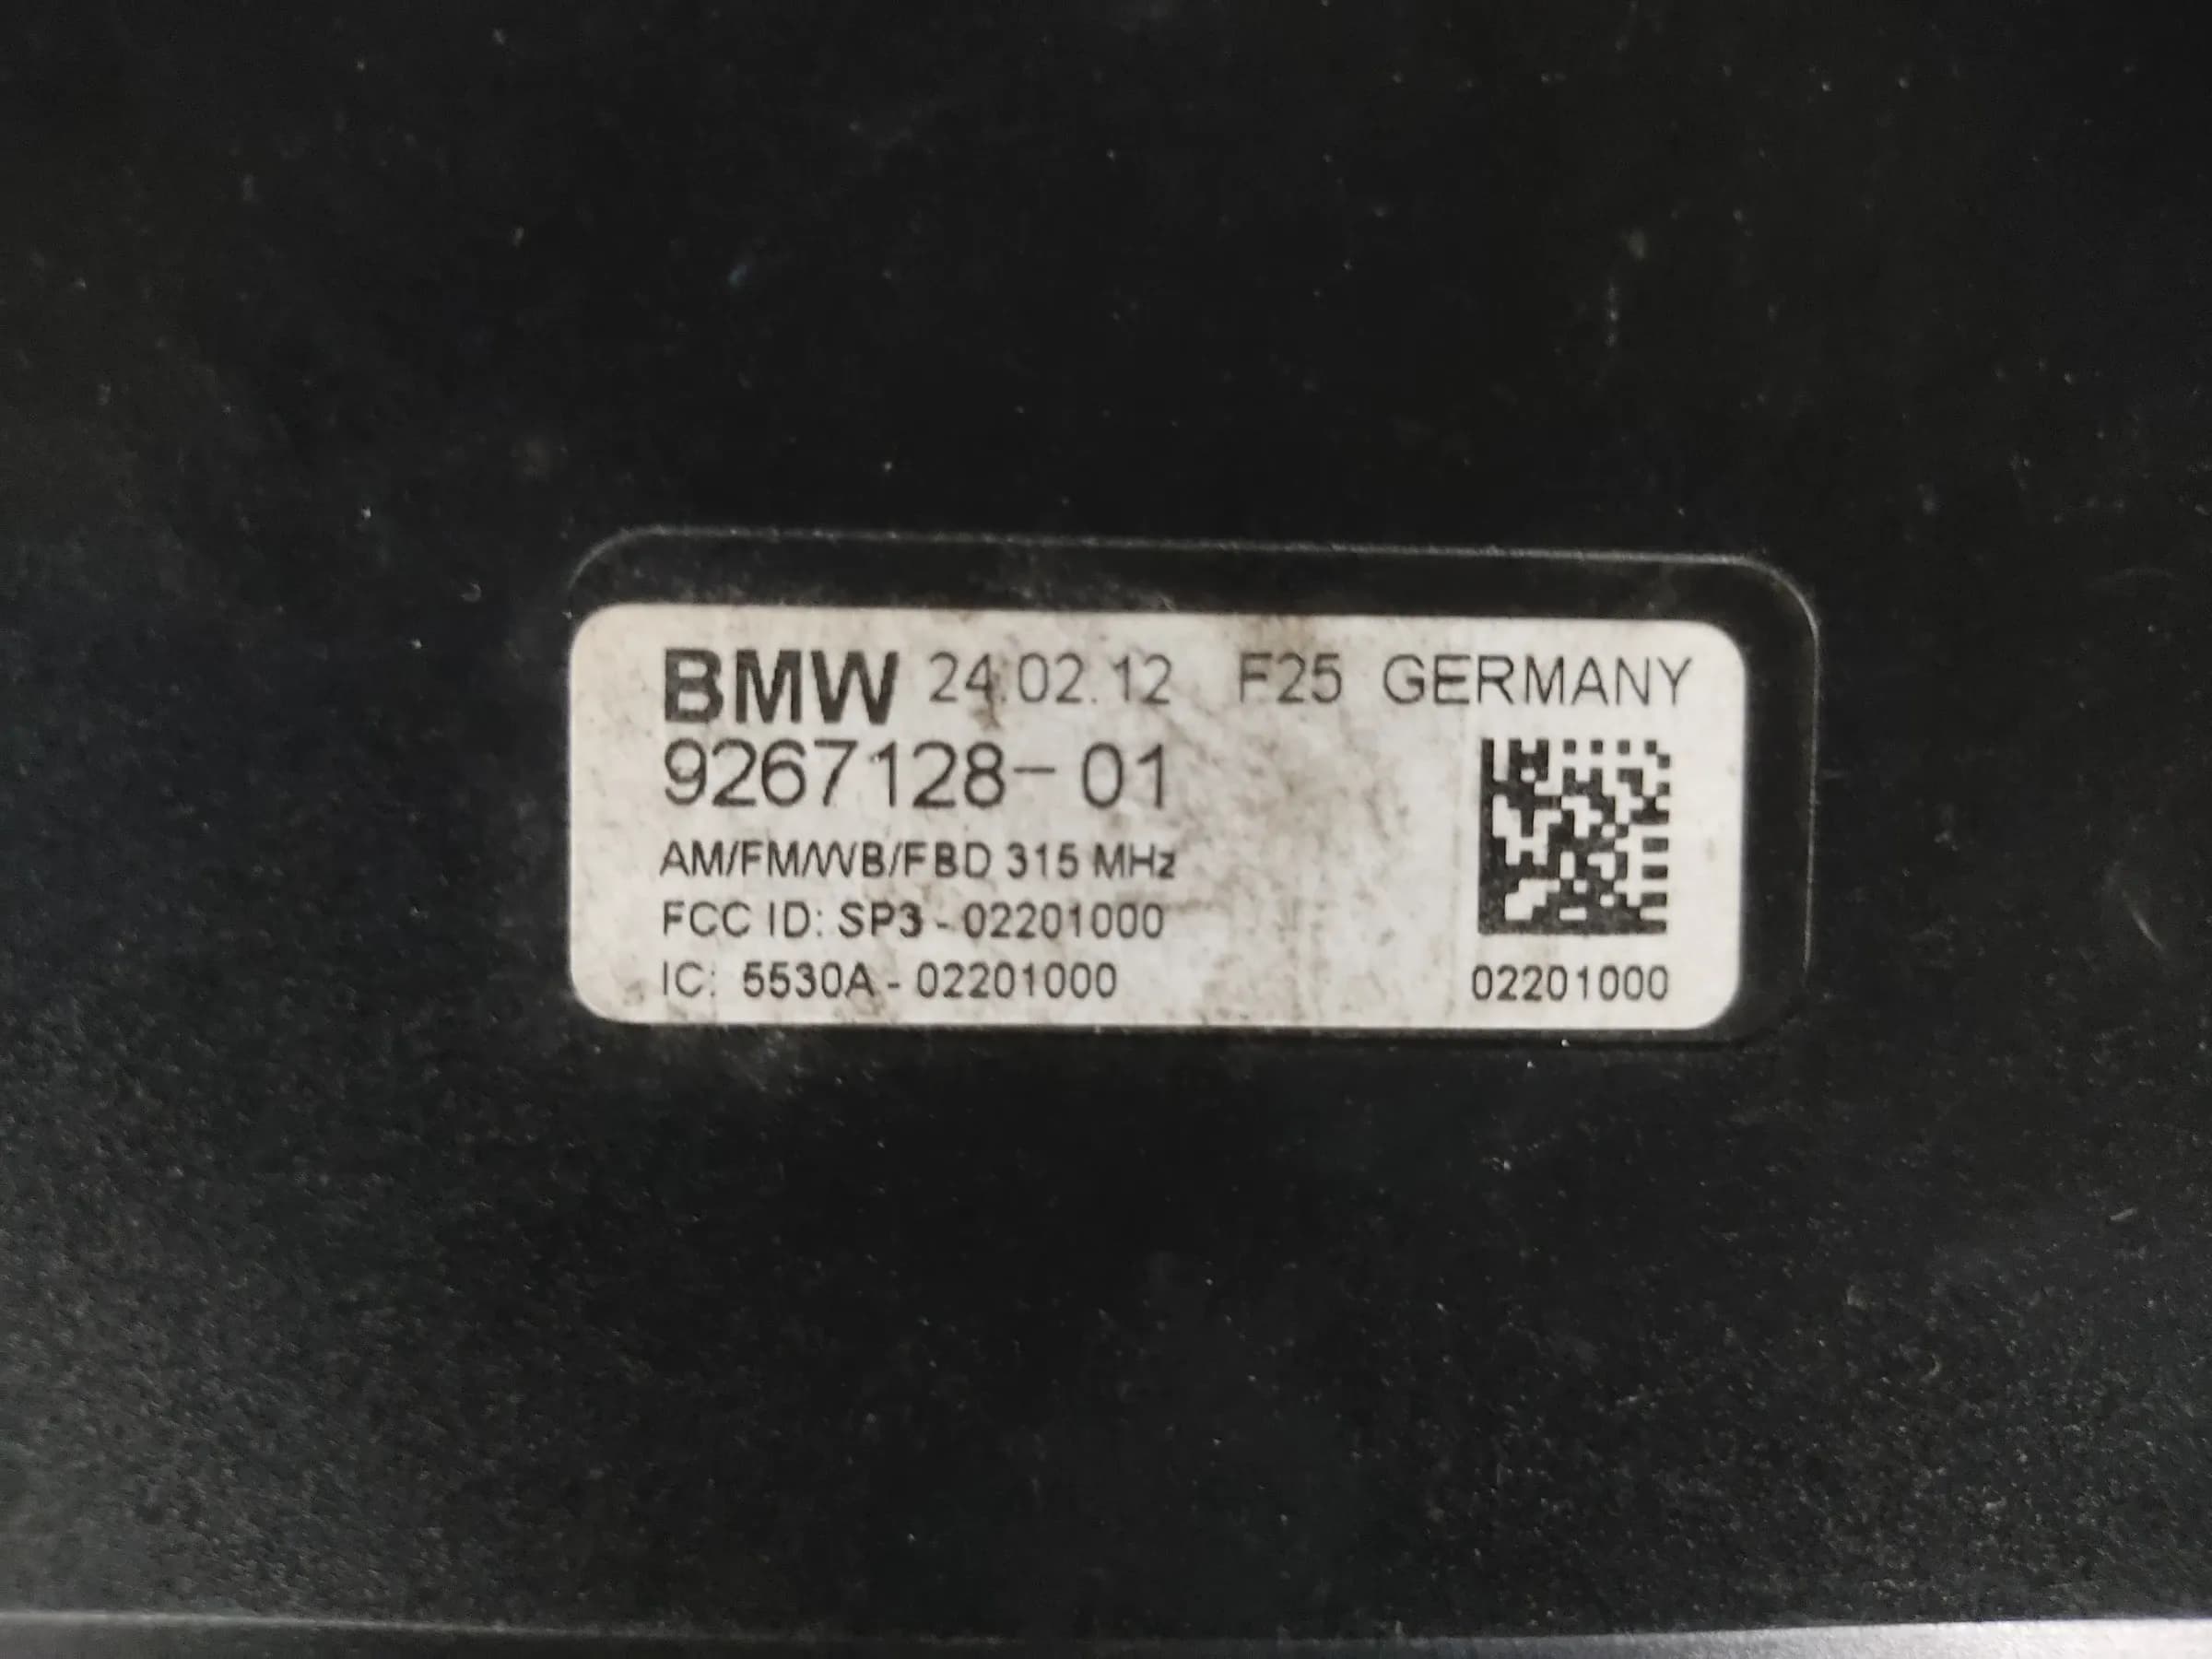 BMW 24.02.12 F25 GERMANY
9267128-01
AM/FM/WB/FBD 315 MHz
FCC ID: SP3-02201000
IC: 5530A-02201000
02201000